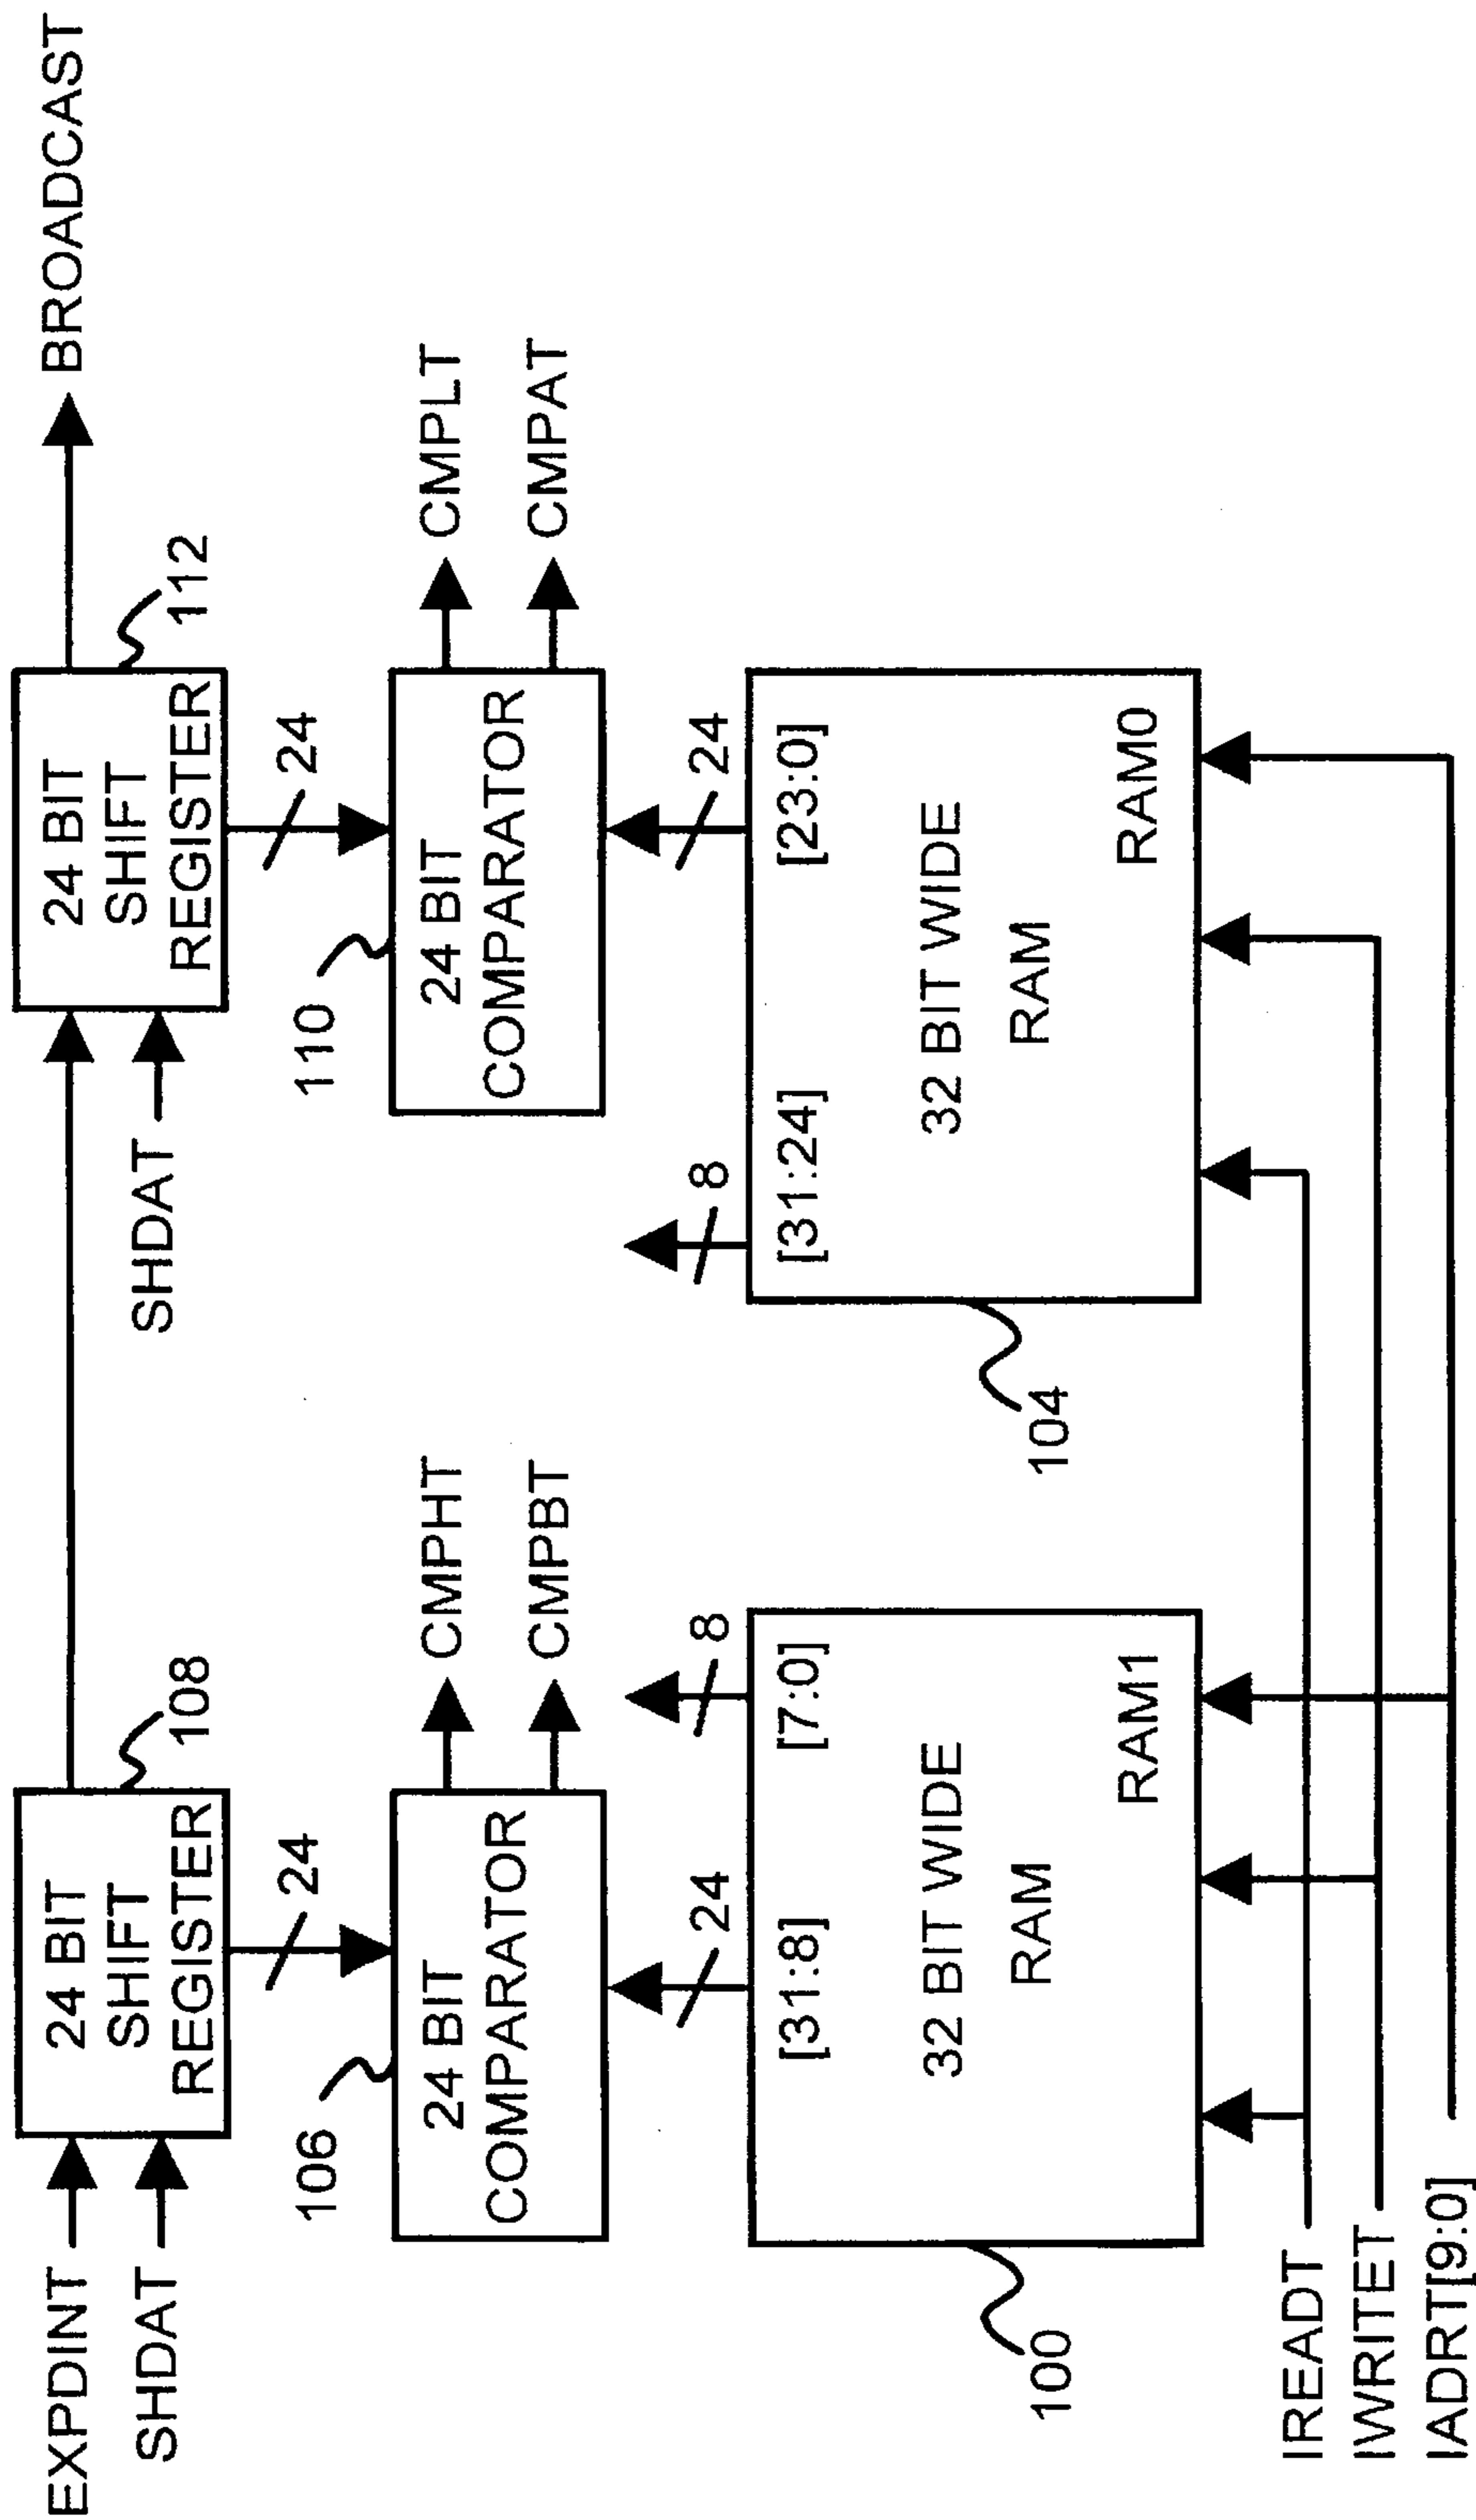 EXPDINT
SHDAT
24 BIT
SHIFT
REGISTER
108
SHDAT
24 BIT
SHIFT
REGISTER
112
BROADCAST
24
24
106
24 BIT
COMPARATOR
CMPHT
CMPBT
110
24 BIT
COMPARATOR
CMPLT
CMPAT
24
8
8
24
[31:8]
[7:0]
32 BIT WIDE
RAM
RAM1
100
[31:24]
[23:0]
32 BIT WIDE
RAM
RAM0
104
IREADT
IWRITET
IADRT[9:0]